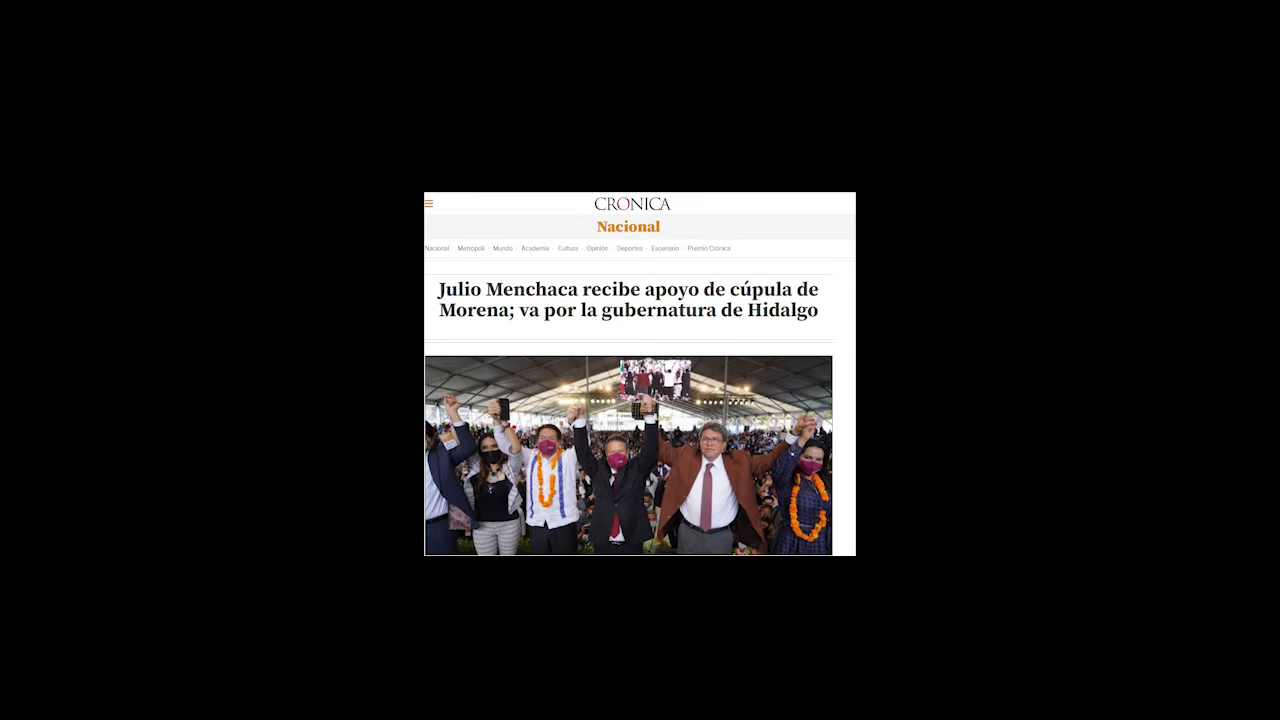 CRONICA
Nacional
Nacional · Metrópoli · Mundo · Academia · Cultura · Opinión · Deportes · Escenario · Premio Crónica
Julio Menchaca recibe apoyo de cúpula de
Morena; va por la gubernatura de Hidalgo